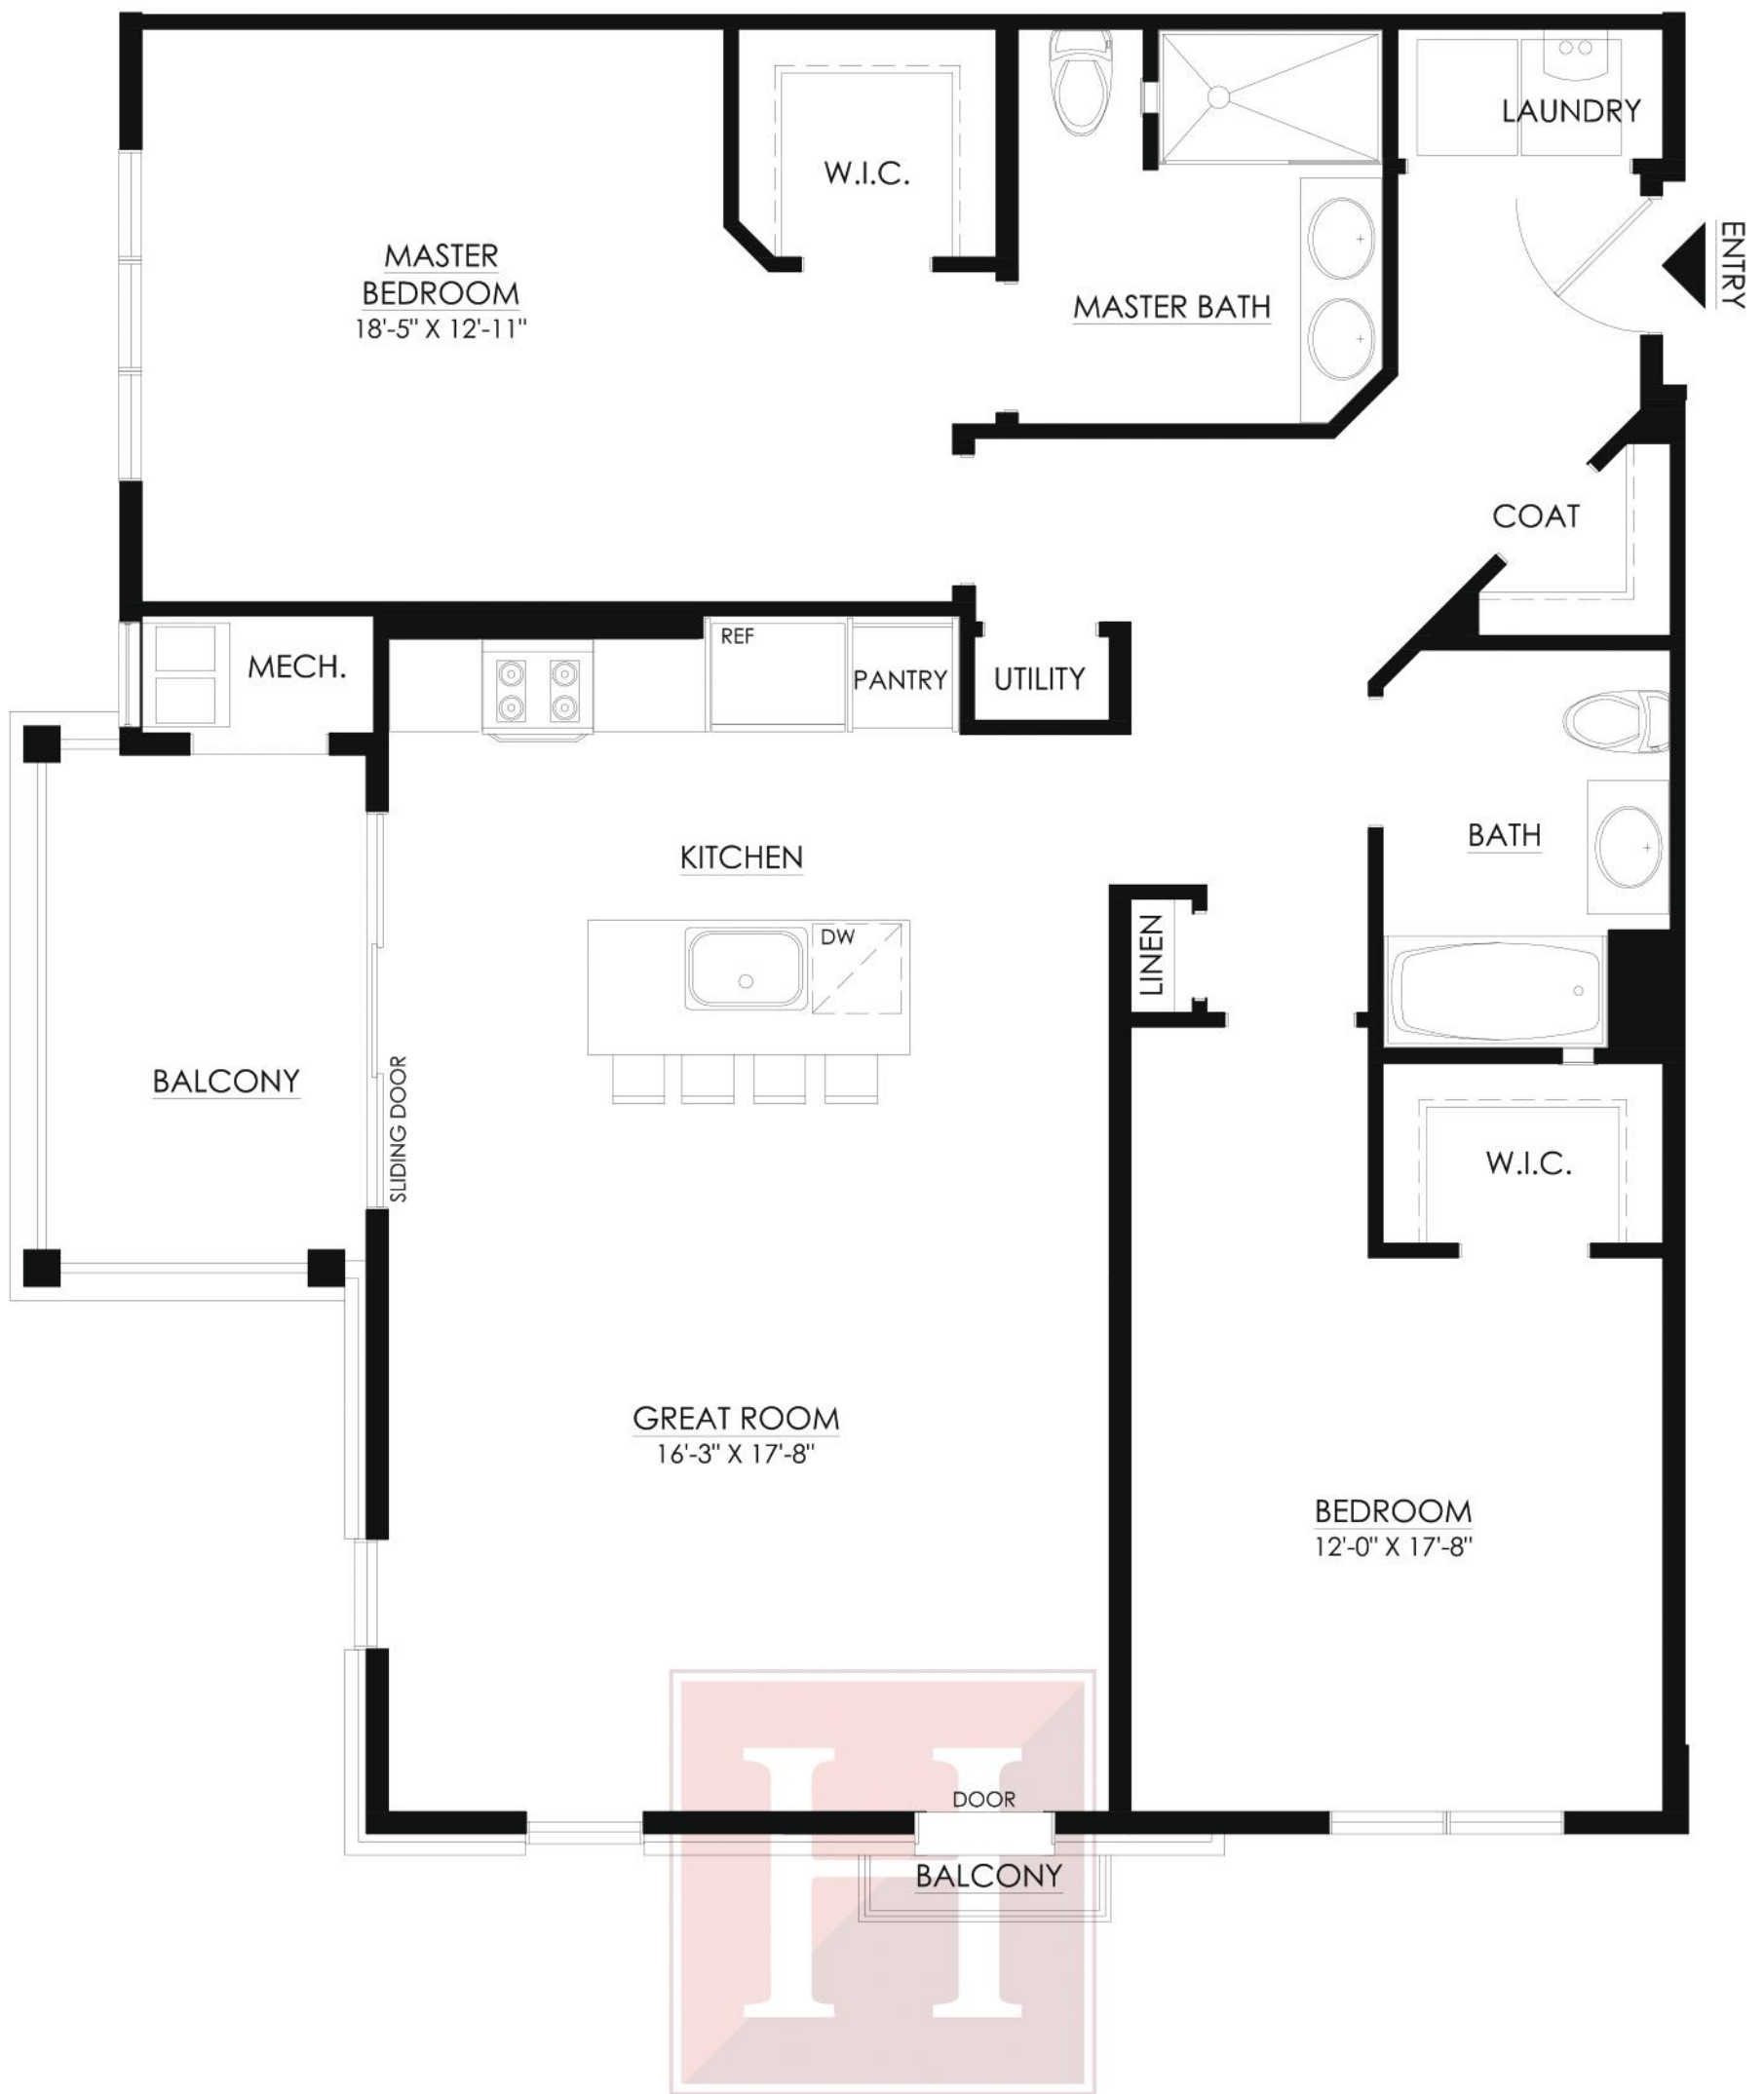 LAUNDRY
W.I.C.
ENTRY
MASTER
BEDROOM
18'-5" X 12'-11"
MASTER BATH
COAT
REF
MECH.
PANTRY
UTILITY
BATH
KITCHEN
DW
LINEN
BALCONY
SLIDING DOOR
W.I.C.
GREAT ROOM
16'-3" X 17'-8"
BEDROOM
12'-0" X 17'-8"
DOOR
BALCONY
H